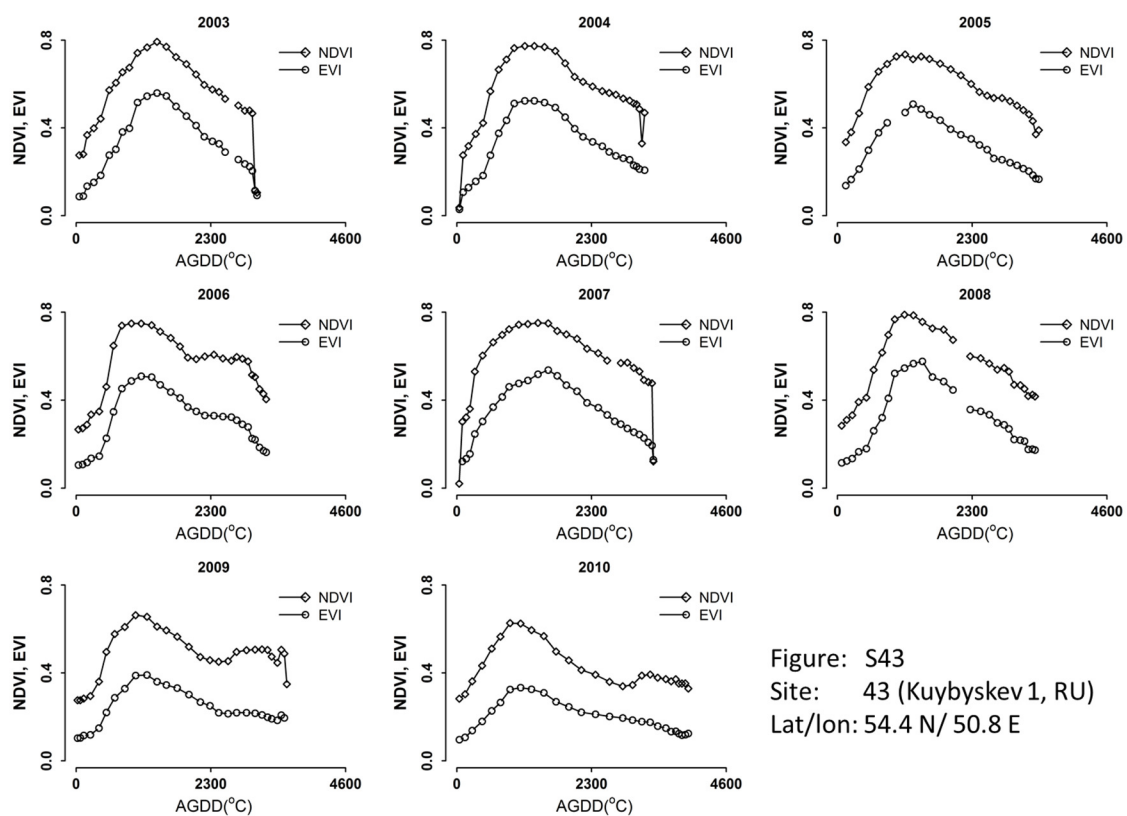 2003
NDVI, EVI
0.0 0.4 0.8
NDVI
EVI
0 2300 4600
AGDD(°C)
2004
NDVI, EVI
0.0 0.4 0.8
NDVI
EVI
0 2300 4600
AGDD(°C)
2005
NDVI, EVI
0.0 0.4 0.8
NDVI
EVI
0 2300 4600
AGDD(°C)
2006
NDVI, EVI
0.0 0.4 0.8
NDVI
EVI
0 2300 4600
AGDD(°C)
2007
NDVI, EVI
0.0 0.4 0.8
NDVI
EVI
0 2300 4600
AGDD(°C)
2008
NDVI, EVI
0.0 0.4 0.8
NDVI
EVI
0 2300 4600
AGDD(°C)
2009
NDVI, EVI
0.0 0.4 0.8
NDVI
EVI
0 2300 4600
AGDD(°C)
2010
NDVI, EVI
0.0 0.4 0.8
NDVI
EVI
0 2300 4600
AGDD(°C)
Figure: S43
Site: 43 (Kuybyskev 1, RU)
Lat/lon: 54.4 N/ 50.8 E